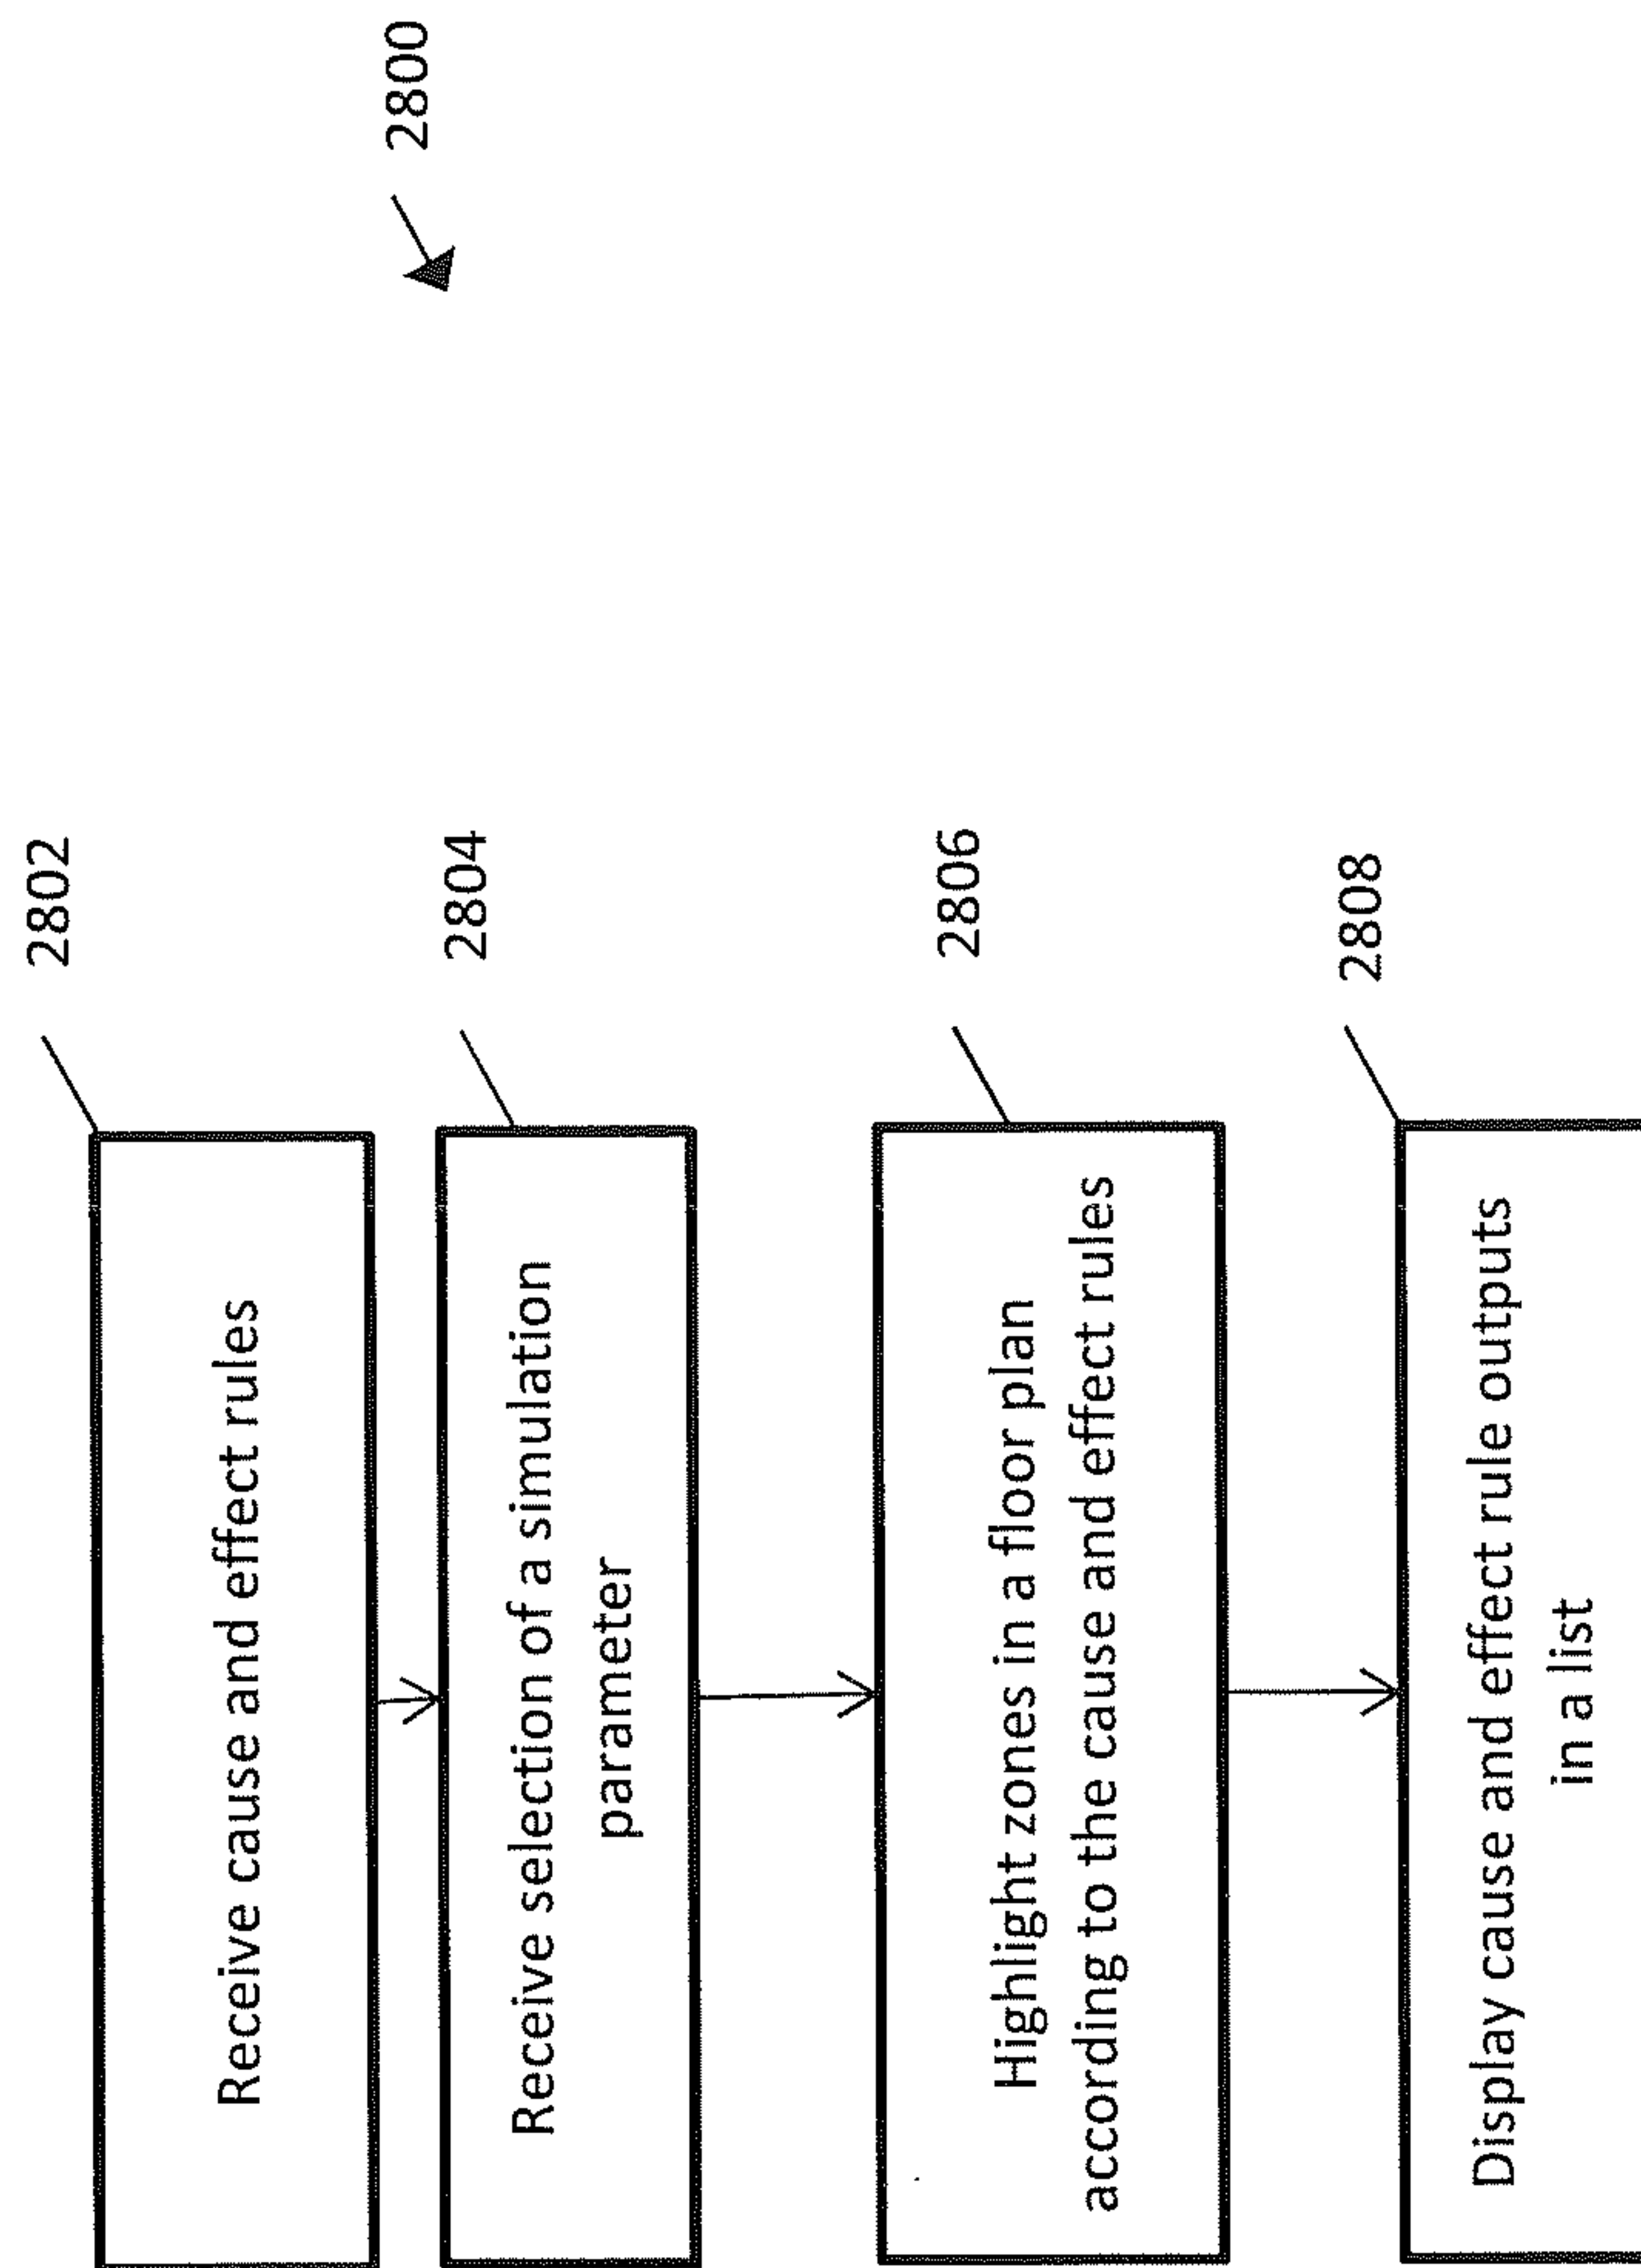 2800
2802
Receive cause and effect rules
2804
Receive selection of a simulation
parameter
2806
Highlight zones in a floor plan
according to the cause and effect rules
2808
Display cause and effect rule outputs
in a list